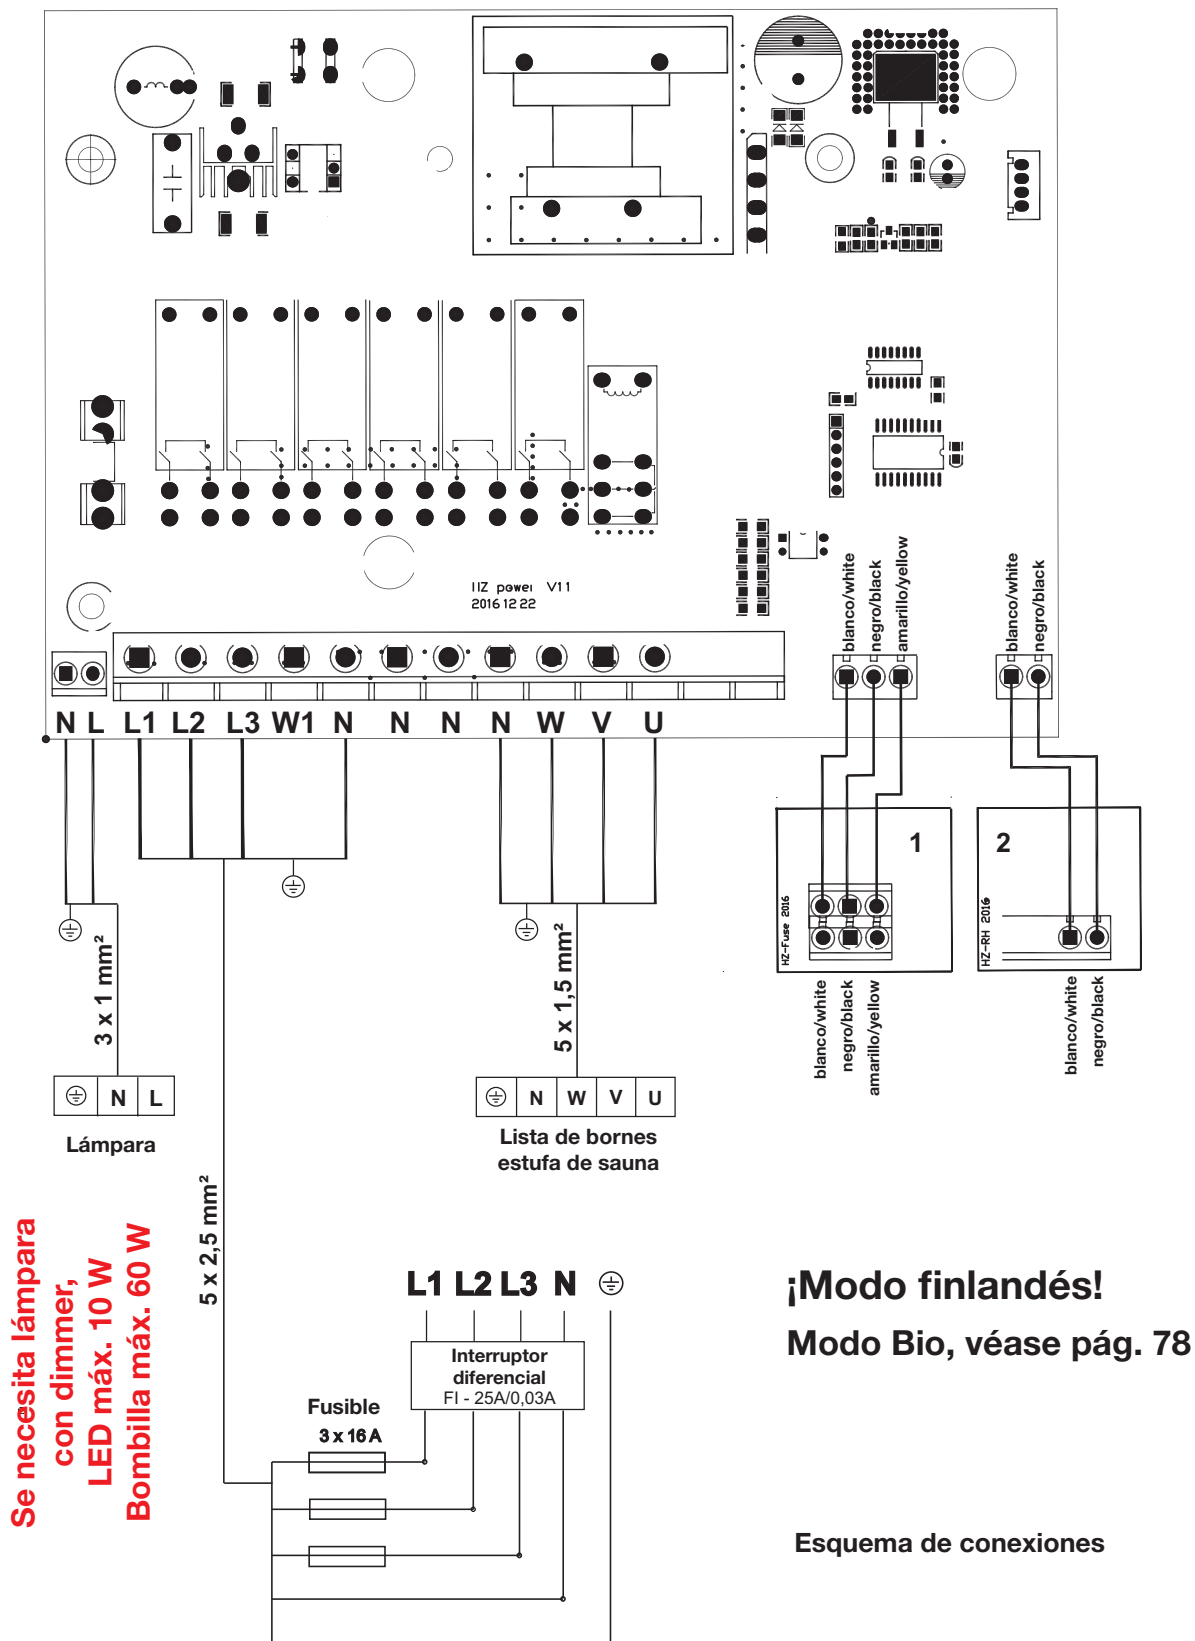 IIZ power V1 1
2016 12 22
blanco/white
negro/black
amarillo/yellow
blanco/white
negro/black
N L L1 L2 L3 W1 N N N N W V U
1
2
HZ-Fuse 2016
HZ-RH 2016
blanco/white
negro/black
amarillo/yellow
blanco/white
negro/black
3 x 1 mm²
5 x 1,5 mm²
N L
Lámpara
N W V U
Lista de bornes
estufa de sauna
5 x 2,5 mm²
Se necesita lámpara
con dimmer,
LED máx. 10 W
Bombilla máx. 60 W
L1 L2 L3 N
Interruptor
diferencial
FI - 25A/0,03A
Fusible
3 x 16 A
¡Modo finlandés!
Modo Bio, véase pág. 78
Esquema de conexiones